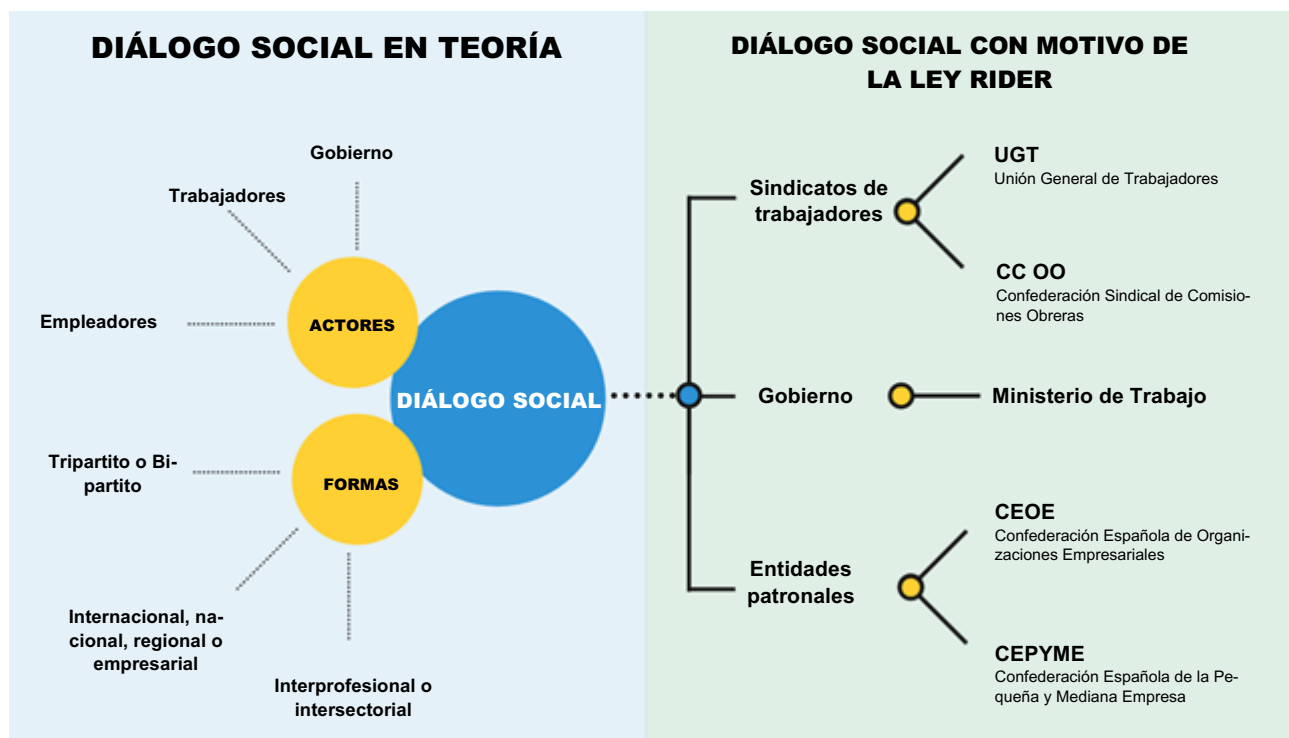 DIÁLOGO SOCIAL EN TEORÍA
Gobierno
Trabajadores
Empleadores
ACTORES
DIÁLOGO SOCIAL
FORMAS
Tripartito o Bi-
partito
Internacional, na-
cional, regional o
empresarial
Interprofesional o
intersectorial
DIÁLOGO SOCIAL CON MOTIVO DE
LA LEY RIDER
Sindicatos de
trabajadores
UGT
Unión General de Trabajadores
CC OO
Confederación Sindical de Comisio-
nes Obreras
Gobierno
Ministerio de Trabajo
Entidades
patronales
CEOE
Confederación Española de Organi-
zaciones Empresariales
CEPYME
Confederación Española de la Pe-
queña y Mediana Empresa